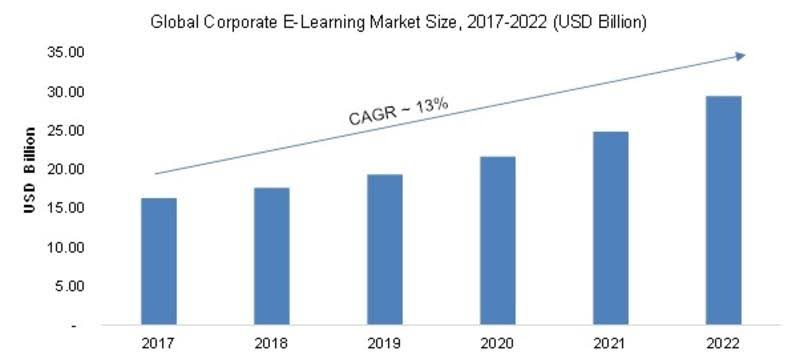 Global Corporate E-Learning Market Size, 2017-2022 (USD Billion)
35.00
30.00
25.00
20.00
15.00
10.00
5.00
-
USD Billion
CAGR ~ 13%
2017 2018 2019 2020 2021 2022